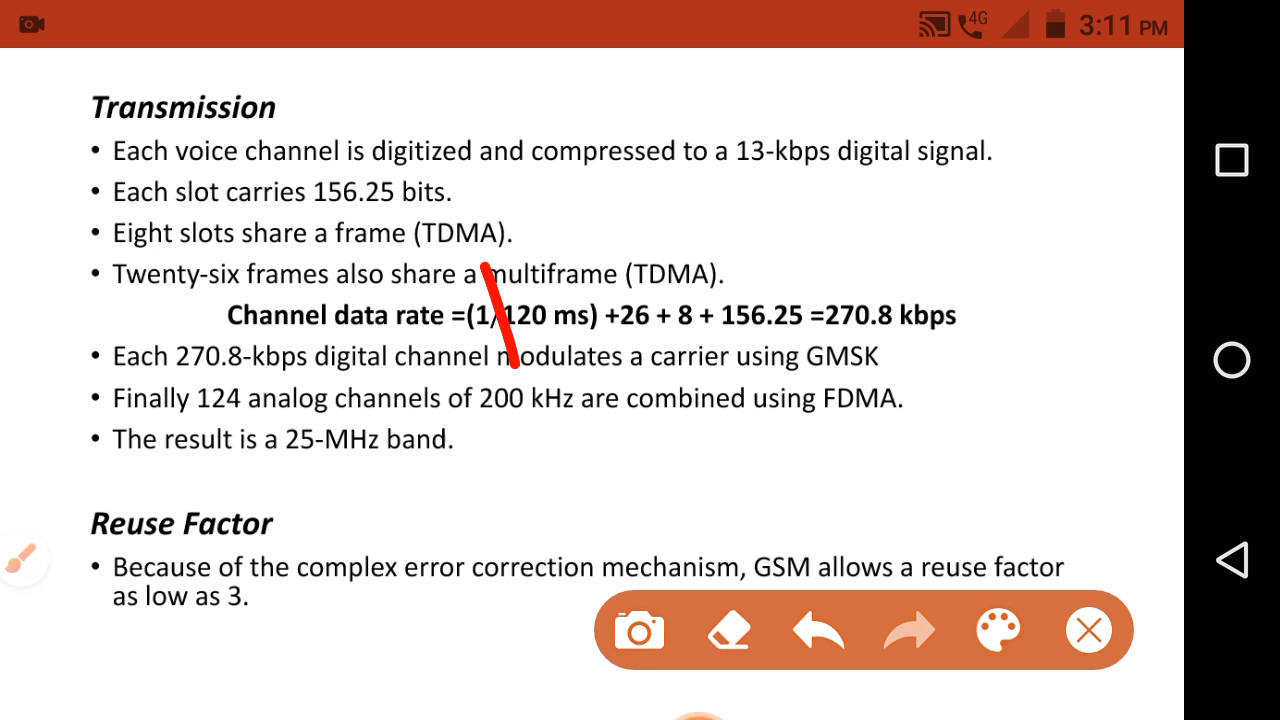 4G 3:11 PM
Transmission
• Each voice channel is digitized and compressed to a 13-kbps digital signal.
• Each slot carries 156.25 bits.
• Eight slots share a frame (TDMA).
• Twenty-six frames also share a multiframe (TDMA).
Channel data rate =(1/120 ms) +26 + 8 + 156.25 =270.8 kbps
• Each 270.8-kbps digital channel modulates a carrier using GMSK
• Finally 124 analog channels of 200 kHz are combined using FDMA.
• The result is a 25-MHz band.
Reuse Factor
• Because of the complex error correction mechanism, GSM allows a reuse factor
as low as 3.